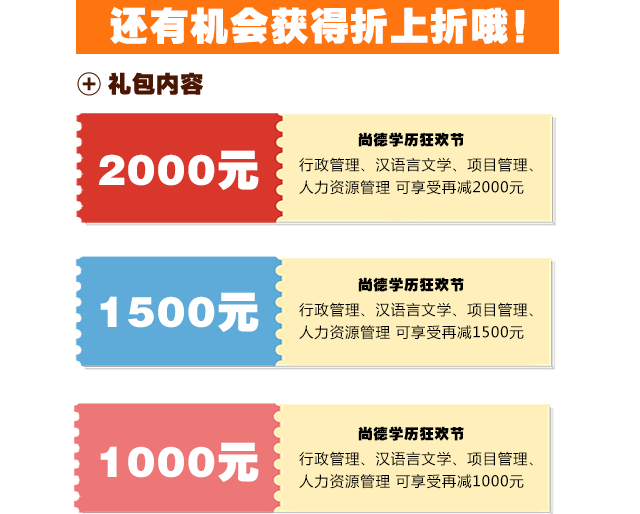 还有机会获得折上折哦!
礼包内容
2000元
尚德学历狂欢节
行政管理、汉语言文学、项目管理、
人力资源管理 可享受再减2000元
1500元
尚德学历狂欢节
行政管理、汉语言文学、项目管理、
人力资源管理 可享受再减1500元
1000元
尚德学历狂欢节
行政管理、汉语言文学、项目管理、
人力资源管理 可享受再减1000元